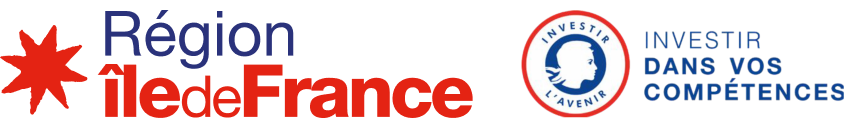 Région
îledeFrance
INVESTIR
L'AVENIR
INVESTIR
DANS VOS
COMPÉTENCES